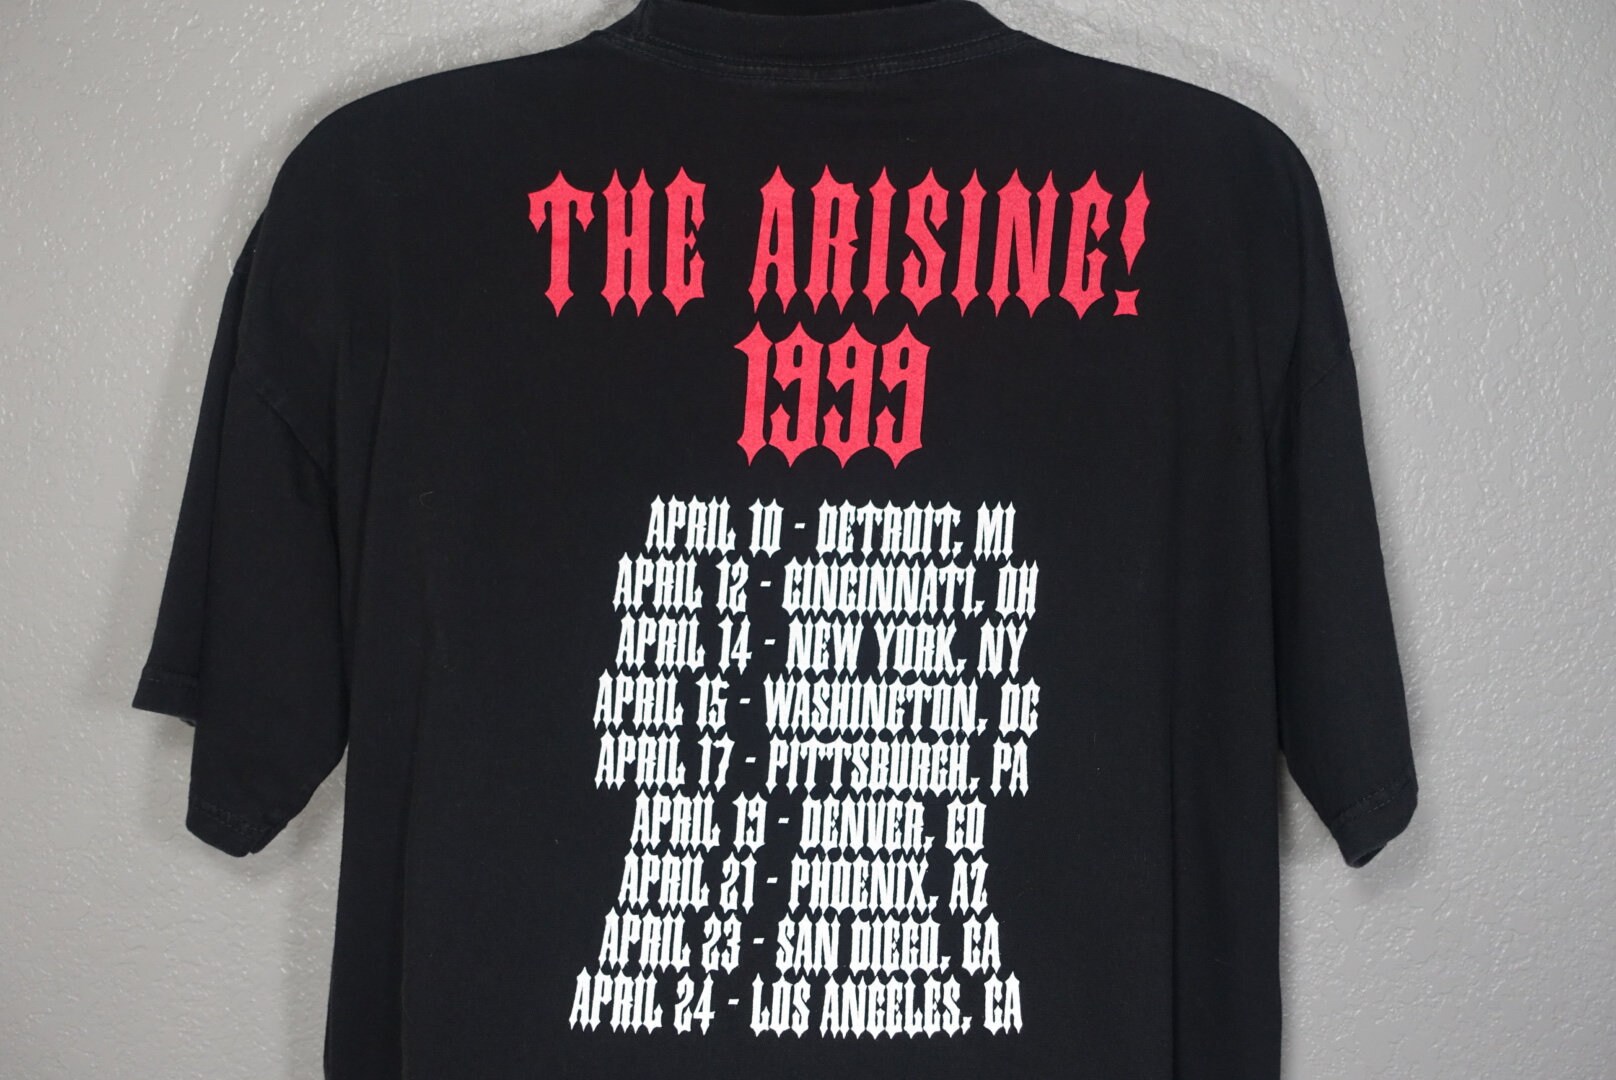 THE ARISING!
1999
APRIL 10 - DETROIT, MI
APRIL 12 - CINCINNATI, OH
APRIL 14 - NEW YORK, NY
APRIL 15 - WASHINGTON, DC
APRIL 17 - PITTSBURGH, PA
APRIL 19 - DENVER, CO
APRIL 21 - PHOENIX, AZ
APRIL 23 - SAN DIEGO, CA
APRIL 24 - LOS ANGELES, CA